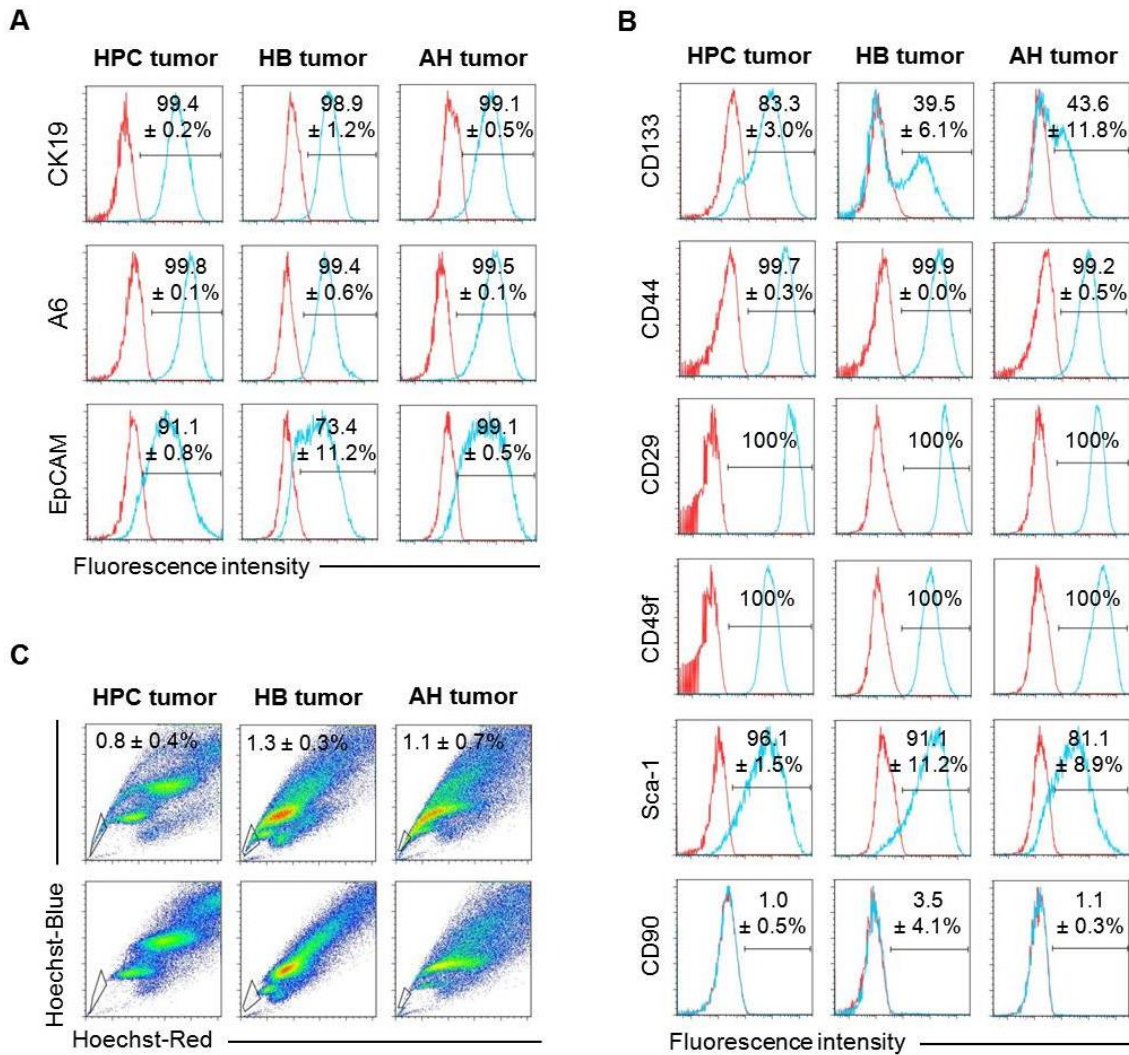 A
HPC tumor HB tumor AH tumor
CK19
99.4 ± 0.2%
98.9 ± 1.2%
99.1 ± 0.5%
A6
99.8 ± 0.1%
99.4 ± 0.6%
99.5 ± 0.1%
EpCAM
91.1 ± 0.8%
73.4 ± 11.2%
99.1 ± 0.5%
Fluorescence intensity
B
HPC tumor HB tumor AH tumor
CD133
83.3 ± 3.0%
39.5 ± 6.1%
43.6 ± 11.8%
CD44
99.7 ± 0.3%
99.9 ± 0.0%
99.2 ± 0.5%
CD29
100%
100%
100%
CD49f
100%
100%
100%
Sca-1
96.1 ± 1.5%
91.1 ± 11.2%
81.1 ± 8.9%
CD90
1.0 ± 0.5%
3.5 ± 4.1%
1.1 ± 0.3%
Fluorescence intensity
C
HPC tumor HB tumor AH tumor
0.8 ± 0.4%
1.3 ± 0.3%
1.1 ± 0.7%
Hoechst-Blue
Hoechst-Red